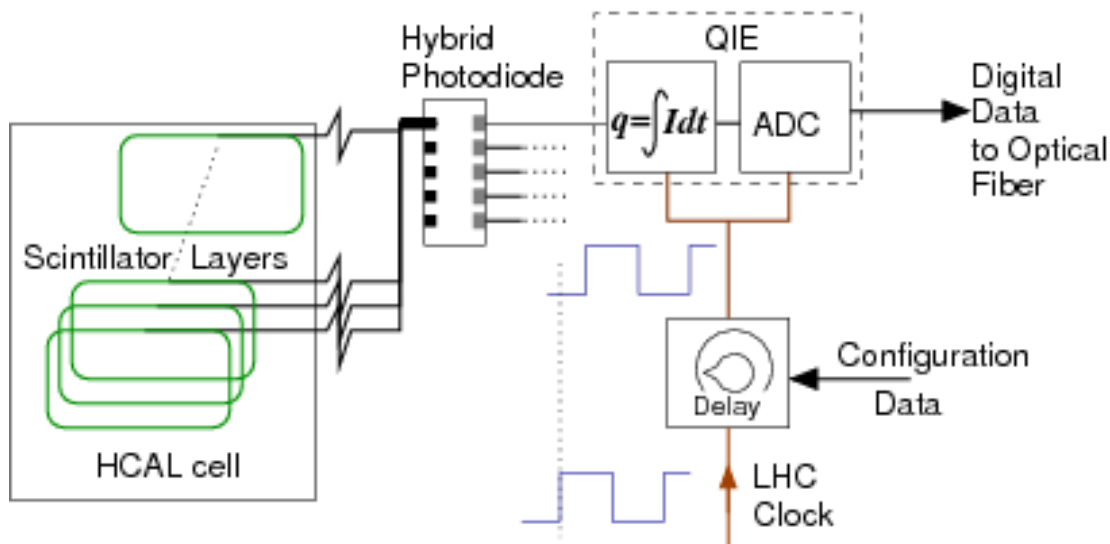 Hybrid
Photodiode
QIE
q=∫Idt
ADC
Digital
Data
to Optical
Fiber
Scintillator Layers
HCAL cell
Delay
Configuration
Data
LHC
Clock